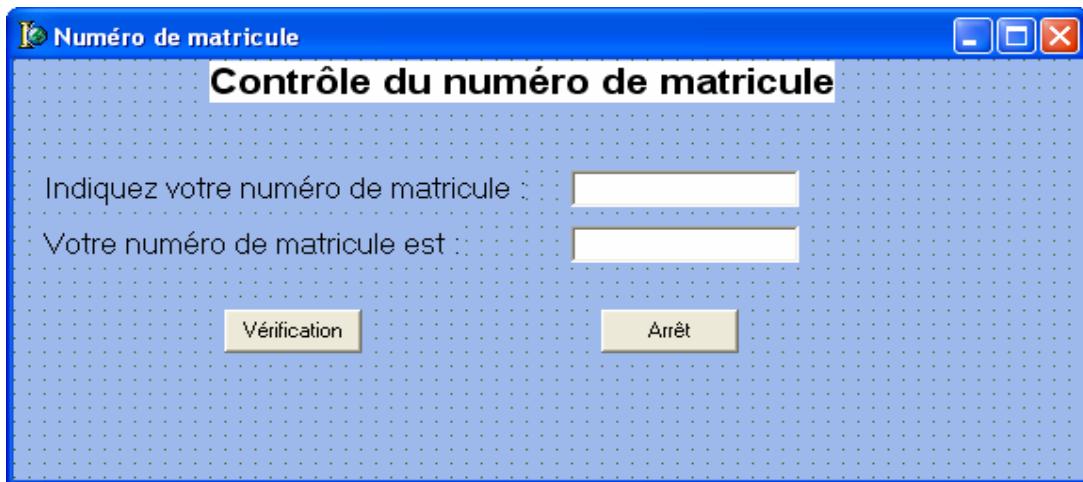 Numéro de matricule
Contrôle du numéro de matricule
Indiquez votre numéro de matricule :
Votre numéro de matricule est :
Vérification
Arrêt